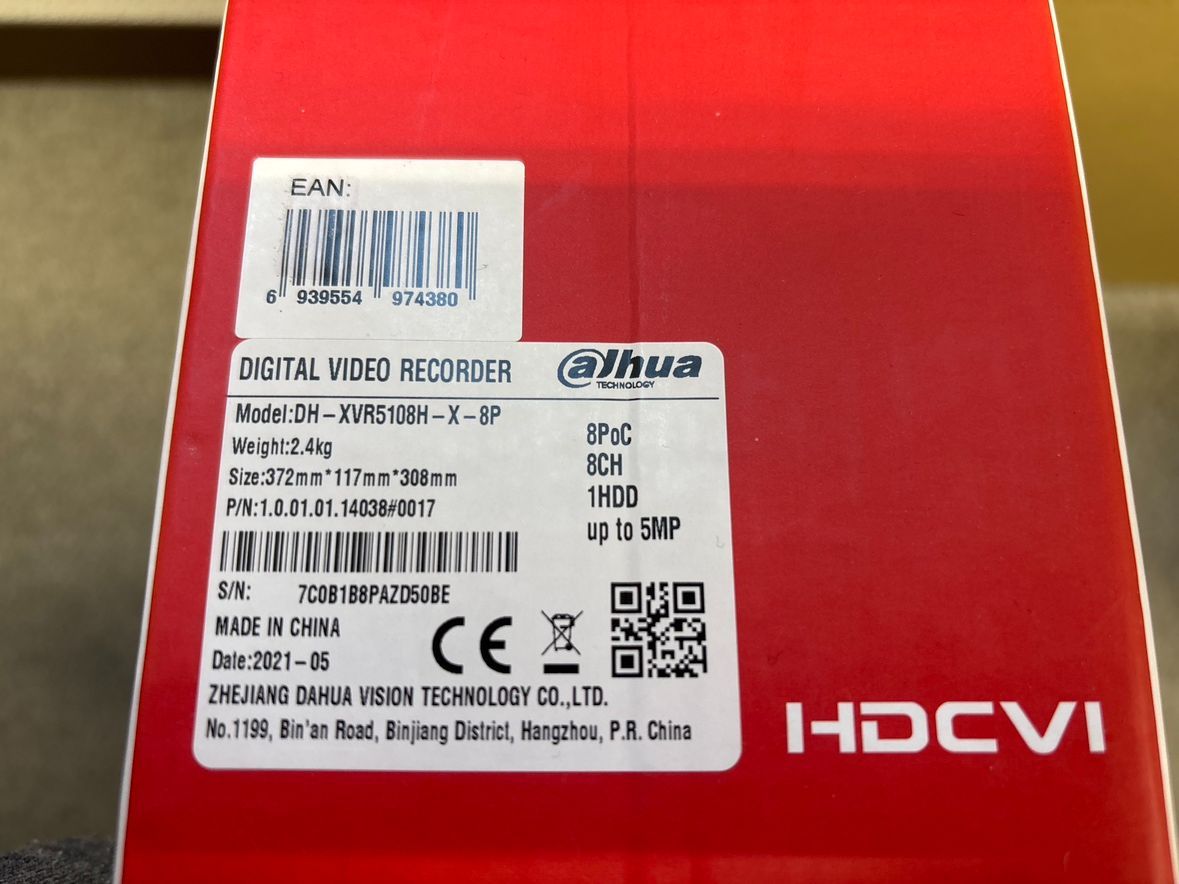 EAN:
6 939554 974380
DIGITAL VIDEO RECORDER
alhua
TECHNOLOGY
Model:DH-XVR5108H-X-8P
Weight:2.4kg
Size:372mm*117mm*308mm
P/N:1.0.01.01.14038#0017
8PoC
8CH
1HDD
up to 5MP
S/N: 7C0B1B8PAZD50BE
MADE IN CHINA
Date:2021-05
CE
ZHEJIANG DAHUA VISION TECHNOLOGY CO.,LTD.
No.1199, Bin'an Road, Binjiang District, Hangzhou, P.R. China
HDCVI